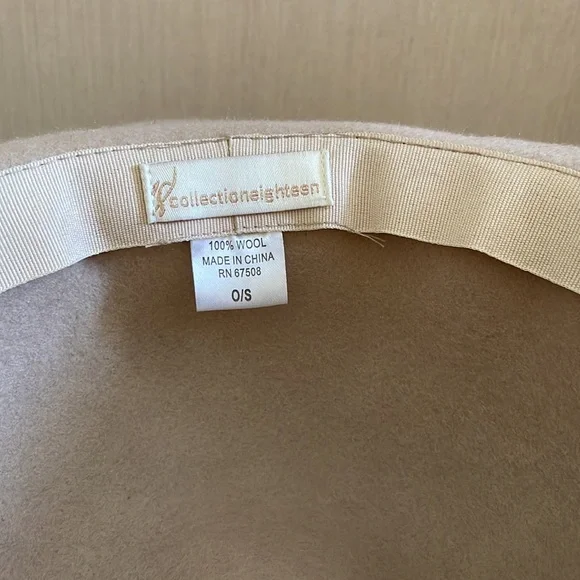 collectioneighteen
100% WOOL
MADE IN CHINA
RN 67508
O/S